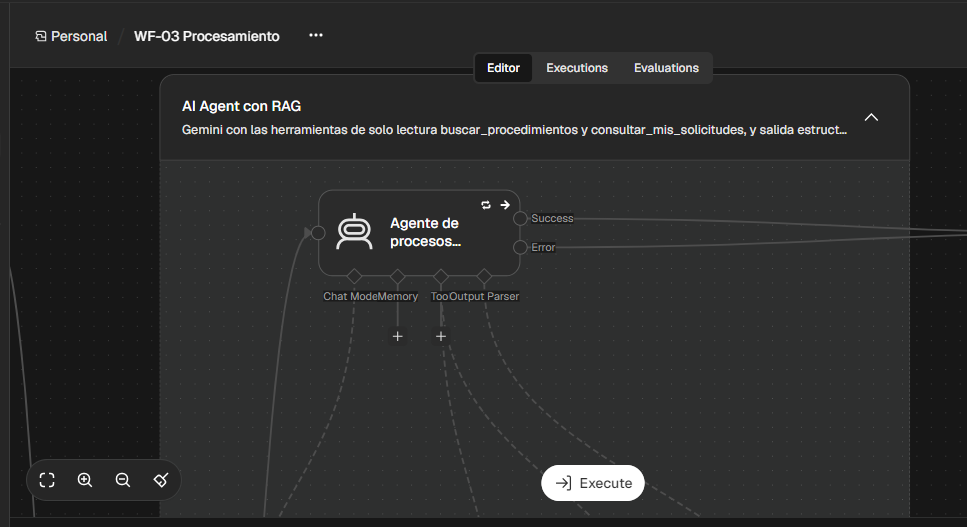 Personal / WF-03 Procesamiento ...
Editor Executions Evaluations
AI Agent con RAG
Gemini con las herramientas de solo lectura buscar_procedimientos y consultar_mis_solicitudes, y salida estruct...
Agente de
procesos...
Success
Error
Chat Mode Memory Too Output Parser
+ +
Execute